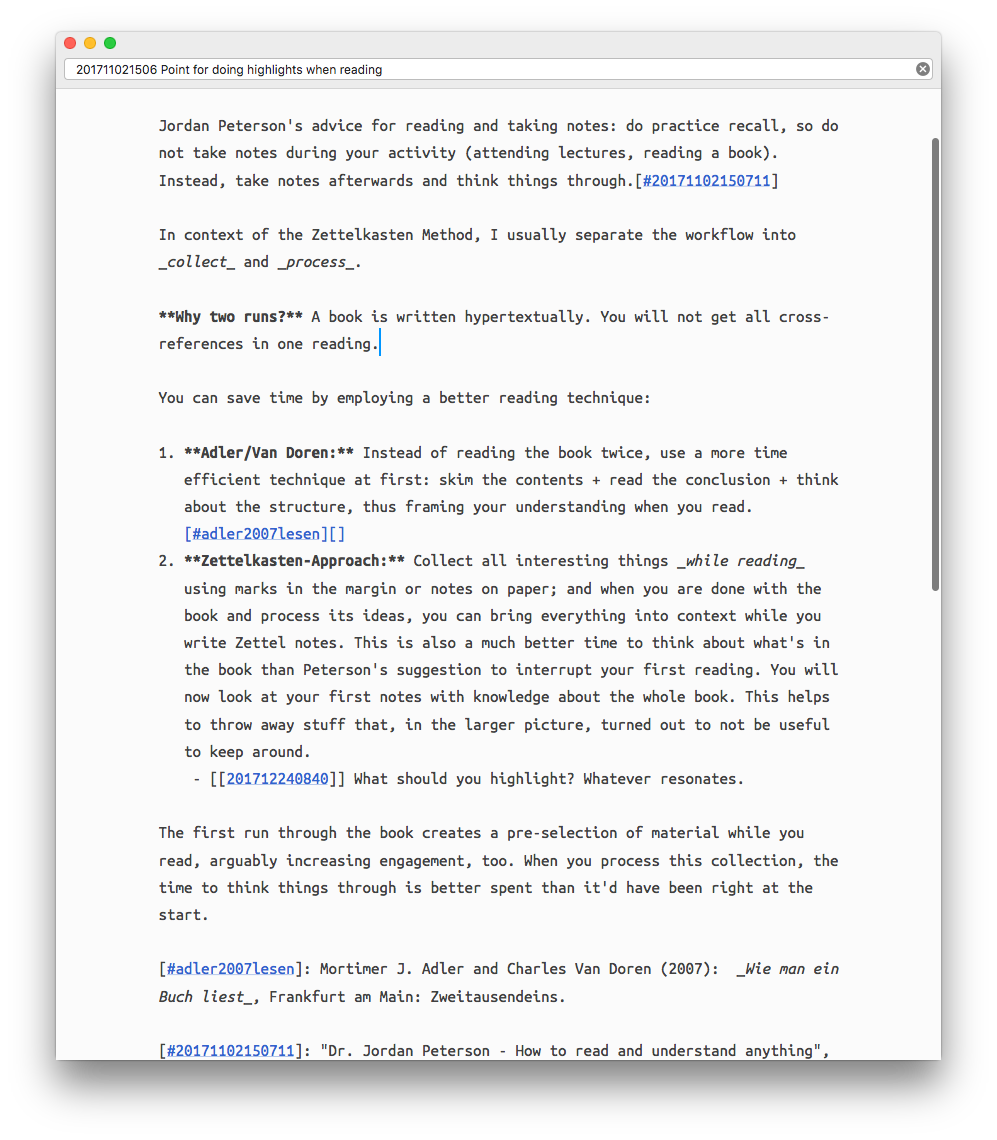 201711021506 Point for doing highlights when reading
Jordan Peterson's advice for reading and taking notes: do practice recall, so do
not take notes during your activity (attending lectures, reading a book).
Instead, take notes afterwards and think things through.[#20171102150711]
In context of the Zettelkasten Method, I usually separate the workflow into
_collect_ and _process_.
**Why two runs?** A book is written hypertextually. You will not get all cross-
references in one reading.
You can save time by employing a better reading technique:
1. **Adler/Van Doren:** Instead of reading the book twice, use a more time
efficient technique at first: skim the contents + read the conclusion + think
about the structure, thus framing your understanding when you read.
[#adler2007lesen][]
2. **Zettelkasten-Approach:** Collect all interesting things _while reading_
using marks in the margin or notes on paper; and when you are done with the
book and process its ideas, you can bring everything into context while you
write Zettel notes. This is also a much better time to think about what's in
the book than Peterson's suggestion to interrupt your first reading. You will
now look at your first notes with knowledge about the whole book. This helps
to throw away stuff that, in the larger picture, turned out to not be useful
to keep around.
- [[201712240840]] What should you highlight? Whatever resonates.
The first run through the book creates a pre-selection of material while you
read, arguably increasing engagement, too. When you process this collection, the
time to think things through is better spent than it'd have been right at the
start.
[#adler2007lesen]: Mortimer J. Adler and Charles Van Doren (2007):  _Wie man ein
Buch liest_, Frankfurt am Main: Zweitausendeins.
[#20171102150711]: "Dr. Jordan Peterson - How to read and understand anything",